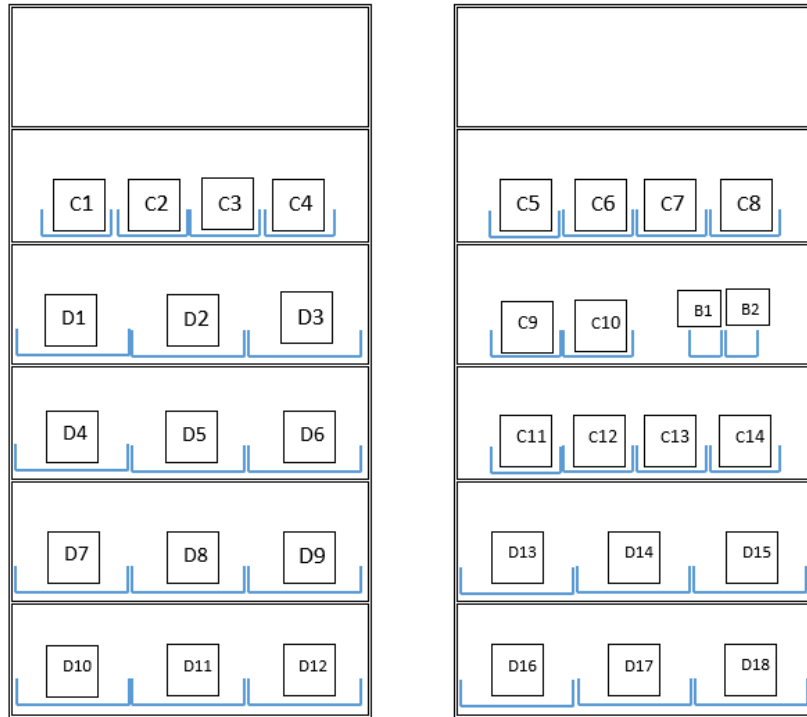 C1 C2 C3 C4
D1 D2 D3
D4 D5 D6
D7 D8 D9
D10 D11 D12
C5 C6 C7 C8
C9 C10 B1 B2
C11 C12 C13 C14
D13 D14 D15
D16 D17 D18